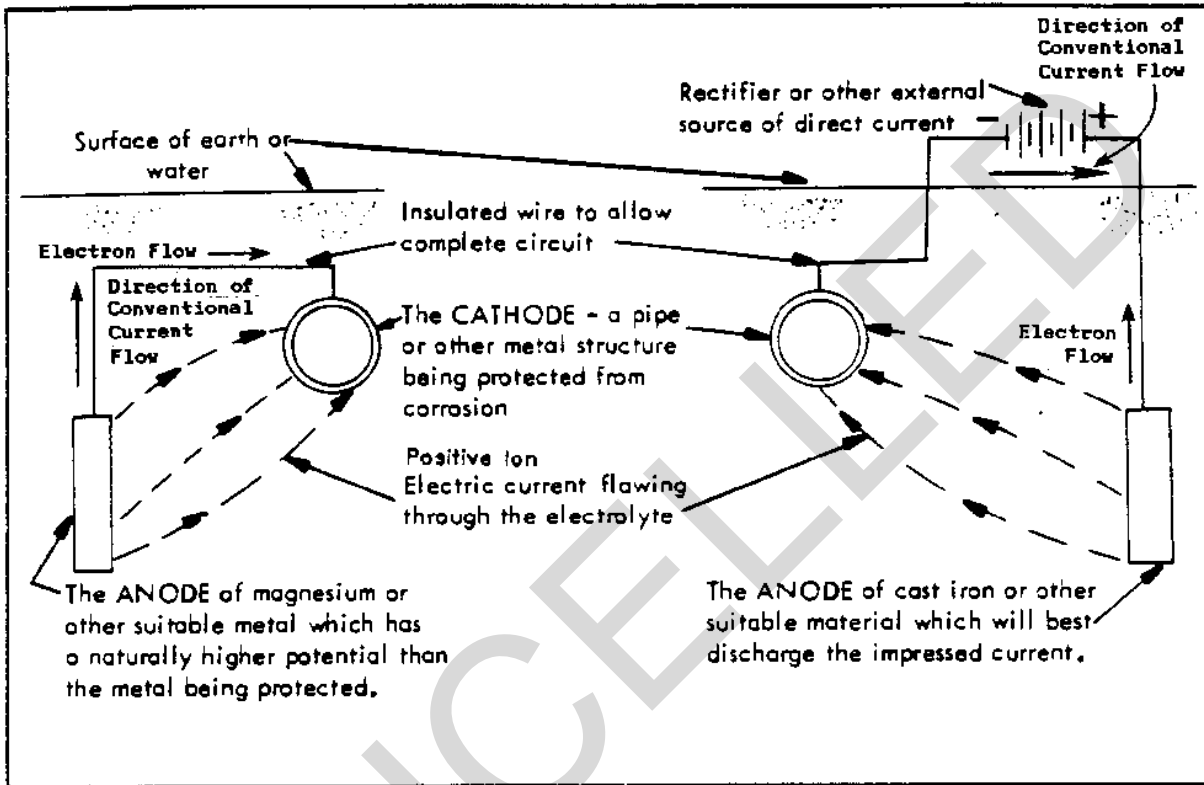 Direction of
Conventional
Current Flow
Rectifier or other external
source of direct current
-
+
Surface of earth or
water
Insulated wire to allow
complete circuit
Electron Flow
Direction of
Conventional
Current
Flow
The CATHODE - a pipe
or other metal structure
being protected from
corrosion
Electron
Flow
Positive Ion
Electric current flawing
through the electrolyte
The ANODE of magnesium or
other suitable metal which has
a naturally higher potential than
the metal being protected.
The ANODE of cast iron or other
suitable material which will best
discharge the impressed current.
CANCELLED